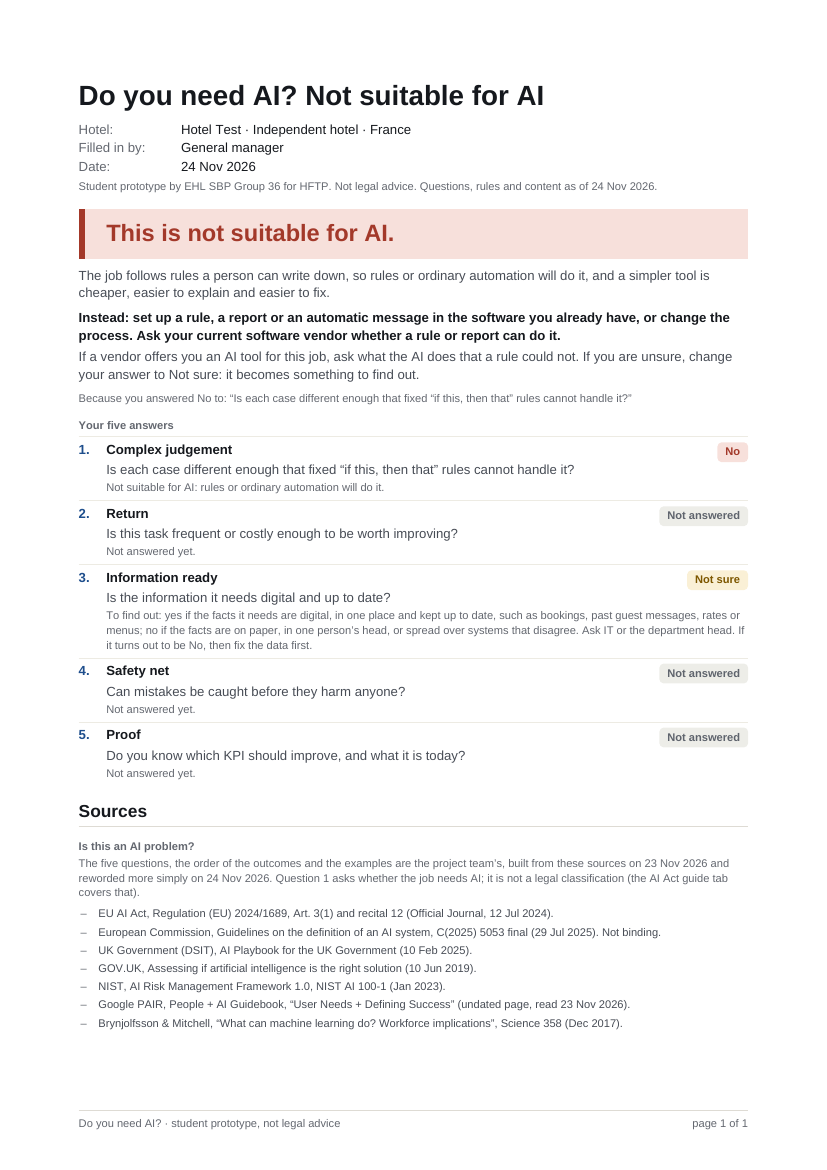 Do you need AI? Not suitable for AI
Hotel: Hotel Test · Independent hotel · France
Filled in by: General manager
Date: 24 Nov 2026
Student prototype by EHL SBP Group 36 for HFTP. Not legal advice. Questions, rules and content as of 24 Nov 2026.
This is not suitable for AI.
The job follows rules a person can write down, so rules or ordinary automation will do it, and a simpler tool is
cheaper, easier to explain and easier to fix.
Instead: set up a rule, a report or an automatic message in the software you already have, or change the
process. Ask your current software vendor whether a rule or report can do it.
If a vendor offers you an AI tool for this job, ask what the AI does that a rule could not. If you are unsure, change
your answer to Not sure: it becomes something to find out.
Because you answered No to: “Is each case different enough that fixed “if this, then that” rules cannot handle it?”
Your five answers
1. Complex judgement No
Is each case different enough that fixed “if this, then that” rules cannot handle it?
Not suitable for AI: rules or ordinary automation will do it.
2. Return Not answered
Is this task frequent or costly enough to be worth improving?
Not answered yet.
3. Information ready Not sure
Is the information it needs digital and up to date?
To find out: yes if the facts it needs are digital, in one place and kept up to date, such as bookings, past guest messages, rates or
menus; no if the facts are on paper, in one person’s head, or spread over systems that disagree. Ask IT or the department head. If
it turns out to be No, then fix the data first.
4. Safety net Not answered
Can mistakes be caught before they harm anyone?
Not answered yet.
5. Proof Not answered
Do you know which KPI should improve, and what it is today?
Not answered yet.
Sources
Is this an AI problem?
The five questions, the order of the outcomes and the examples are the project team’s, built from these sources on 23 Nov 2026 and
reworded more simply on 24 Nov 2026. Question 1 asks whether the job needs AI; it is not a legal classification (the AI Act guide tab
covers that).
– EU AI Act, Regulation (EU) 2024/1689, Art. 3(1) and recital 12 (Official Journal, 12 Jul 2024).
– European Commission, Guidelines on the definition of an AI system, C(2025) 5053 final (29 Jul 2025). Not binding.
– UK Government (DSIT), AI Playbook for the UK Government (10 Feb 2025).
– GOV.UK, Assessing if artificial intelligence is the right solution (10 Jun 2019).
– NIST, AI Risk Management Framework 1.0, NIST AI 100-1 (Jan 2023).
– Google PAIR, People + AI Guidebook, “User Needs + Defining Success” (undated page, read 23 Nov 2026).
– Brynjolfsson & Mitchell, “What can machine learning do? Workforce implications”, Science 358 (Dec 2017).
Do you need AI? · student prototype, not legal advice page 1 of 1